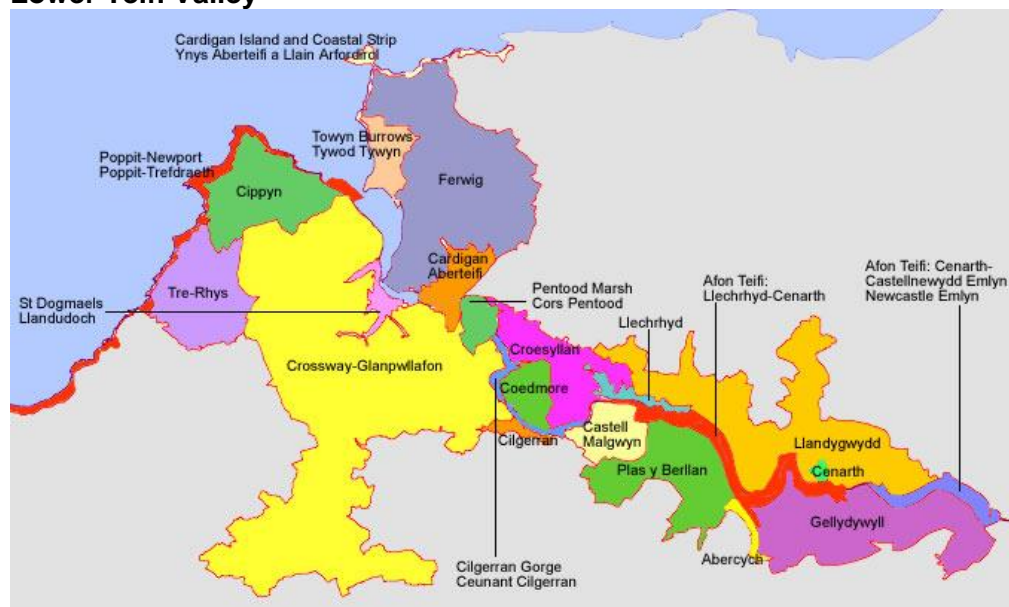 Lower Teifi Valley
Cardigan Island and Coastal Strip
Ynys Aberteifi a Llain Arfordirol
Towyn Burrows
Tywod Tywyn
Poppit-Newport
Poppit-Trefdraeth
Cippyn
Ferwig
Cardigan
Aberteifi
Tre-Rhys
St Dogmaels
Llandudoch
Pentood Marsh
Cors Pentood
Afon Teifi:
Llechrhyd-Cenarth
Afon Teifi: Cenarth-
Castellnewydd Emlyn
Newcastle Emlyn
Llechrhyd
Croesyllan
Crossway-Glanpwllafon
Coedmore
Castell
Malgwyn
Cilgerran
Llandygwydd
Cenarth
Plas y Berllan
Gellydywyll
Abercych
Cilgerran Gorge
Ceunant Cilgerran